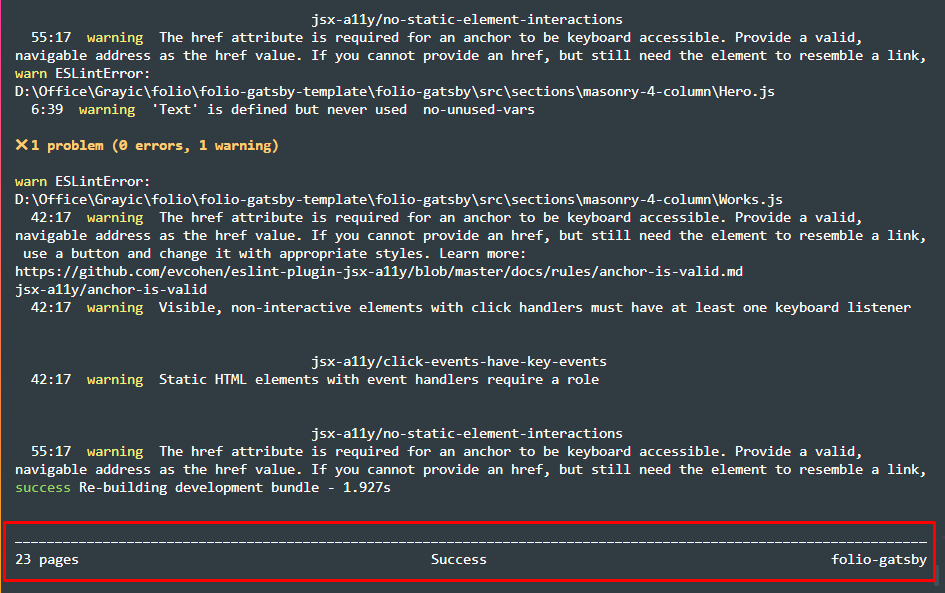 jsx-a11y/no-static-element-interactions
55:17 warning The href attribute is required for an anchor to be keyboard accessible. Provide a valid,
navigable address as the href value. If you cannot provide an href, but still need the element to resemble a link,
warn ESLintError:
D:\Office\Grayic\folio\folio-gatsby-template\folio-gatsby\src\sections\masonry-4-column\Hero.js
6:39 warning 'Text' is defined but never used no-unused-vars
✕ 1 problem (0 errors, 1 warning)
warn ESLintError:
D:\Office\Grayic\folio\folio-gatsby-template\folio-gatsby\src\sections\masonry-4-column\Works.js
42:17 warning The href attribute is required for an anchor to be keyboard accessible. Provide a valid,
navigable address as the href value. If you cannot provide an href, but still need the element to resemble a link,
use a button and change it with appropriate styles. Learn more:
https://github.com/evcohen/eslint-plugin-jsx-a11y/blob/master/docs/rules/anchor-is-valid.md
jsx-a11y/anchor-is-valid
42:17 warning Visible, non-interactive elements with click handlers must have at least one keyboard listener
jsx-a11y/click-events-have-key-events
42:17 warning Static HTML elements with event handlers require a role
jsx-a11y/no-static-element-interactions
55:17 warning The href attribute is required for an anchor to be keyboard accessible. Provide a valid,
navigable address as the href value. If you cannot provide an href, but still need the element to resemble a link,
success Re-building development bundle - 1.927s
23 pages Success folio-gatsby